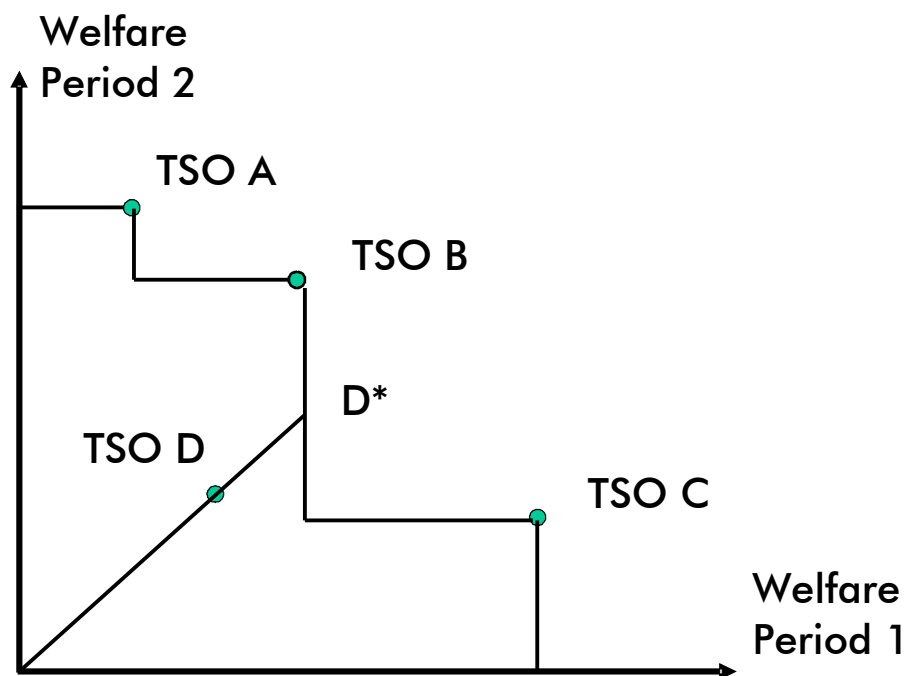 Welfare
Period 2
TSO A
TSO B
D*
TSO D
TSO C
Welfare
Period 1